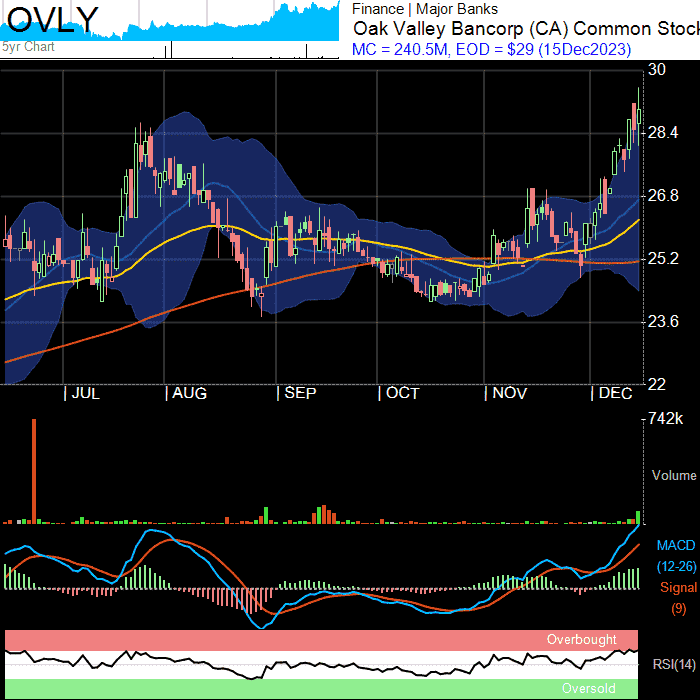 OVLY
5yr Chart
Finance | Major Banks
Oak Valley Bancorp (CA) Common Stock
MC = 240.5M, EOD = $29 (15Dec2023)
30
28.4
26.8
25.2
23.6
22
JUL AUG SEP OCT NOV DEC
742k
Volume
MACD
(12-26)
Signal
(9)
Overbought
RSI(14)
Oversold